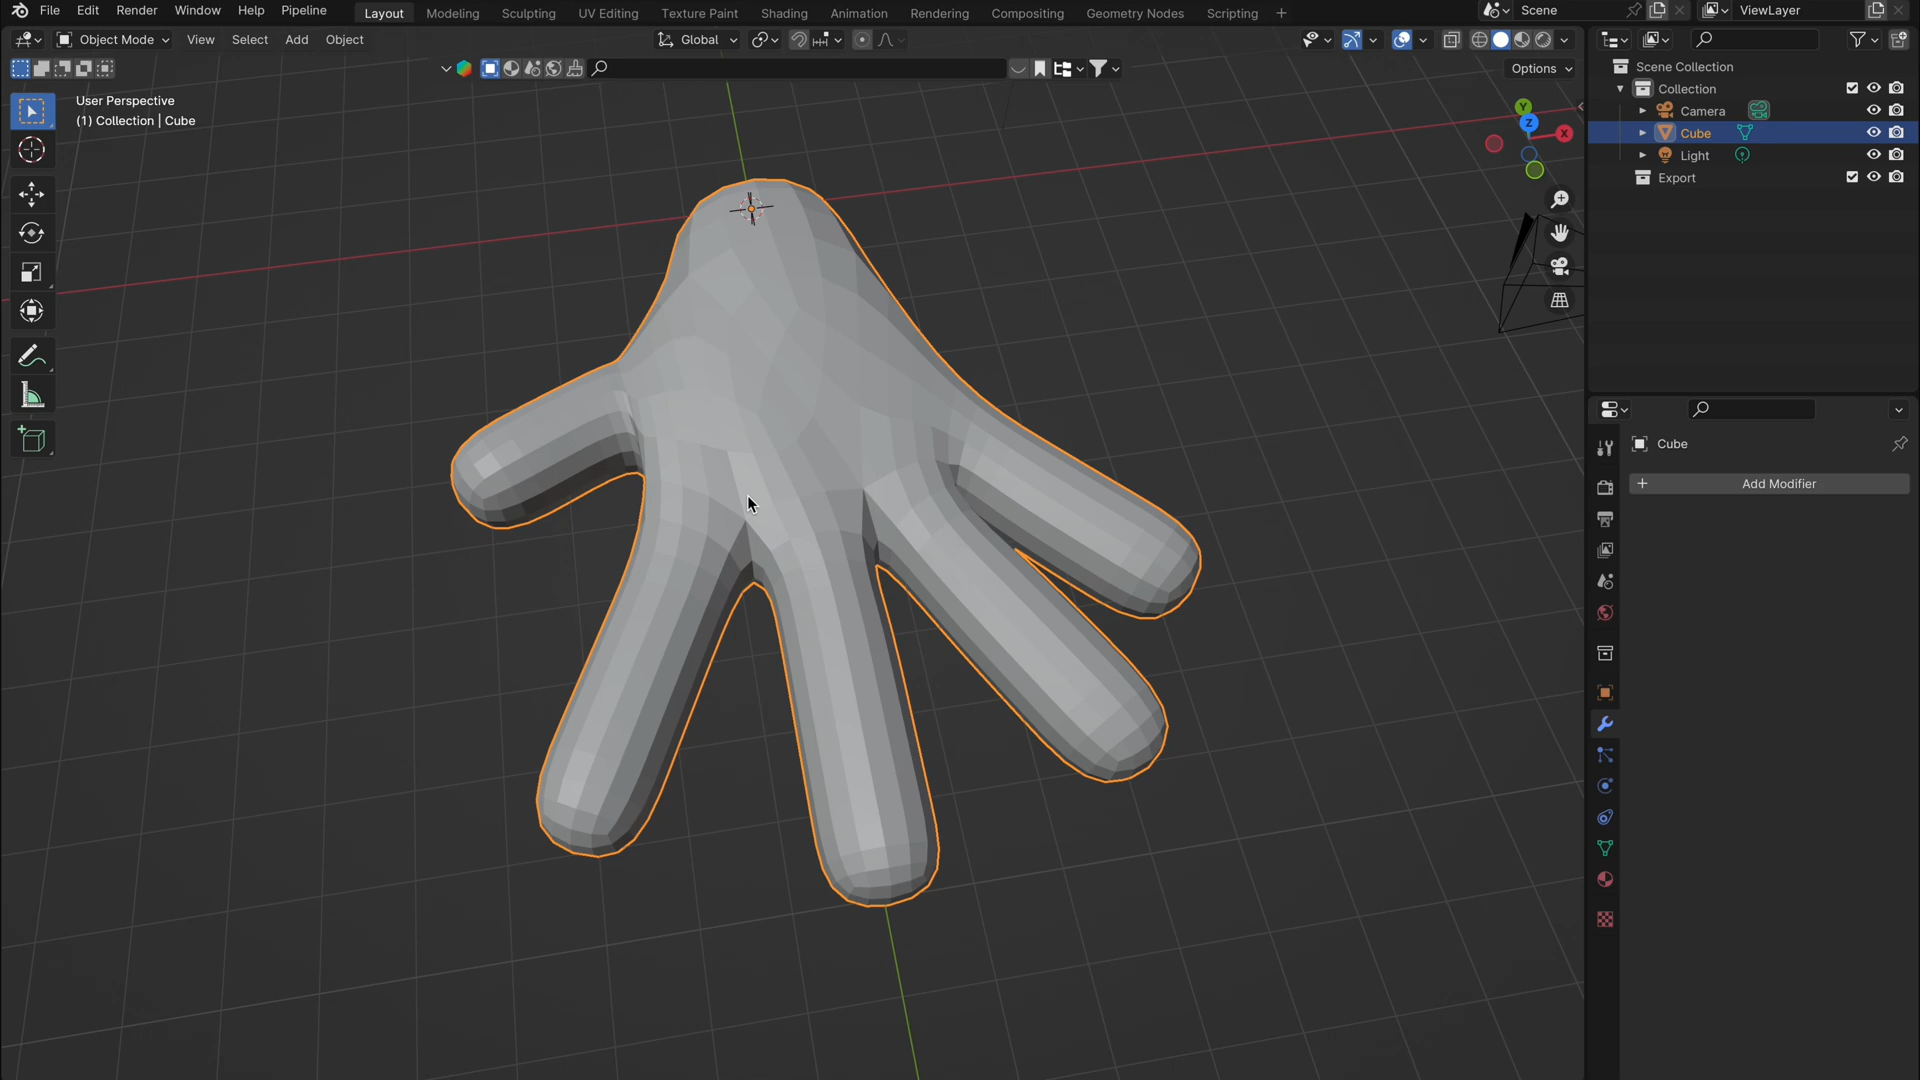 File Edit Render Window Help Pipeline Layout Modeling Sculpting UV Editing Texture Paint Shading Animation Rendering Compositing Geometry Nodes Scripting + Scene ViewLayer
Object Mode View Select Add Object Global
Options
User Perspective
(1) Collection | Cube
Y
Z
X
Scene Collection
Collection
Camera
Cube
Light
Export
Cube
+ Add Modifier